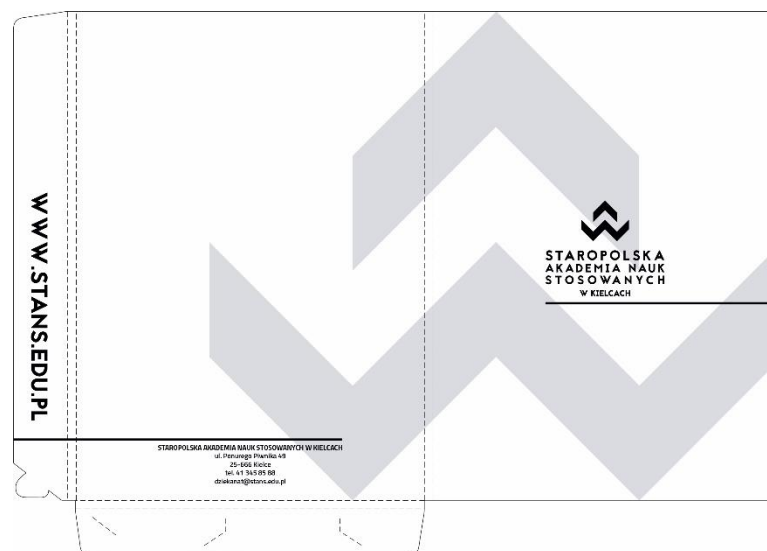 WWW.STANS.EDU.PL
STAROPOLSKA
AKADEMIA NAUK
STOSOWANYCH
W KIELCACH
STAROPOLSKA AKADEMIA NAUK STOSOWANYCH W KIELCACH
ul. Ponurego Piwnika 49
25-666 Kielce
tel. 41 345 85 88
dziekanat@stans.edu.pl